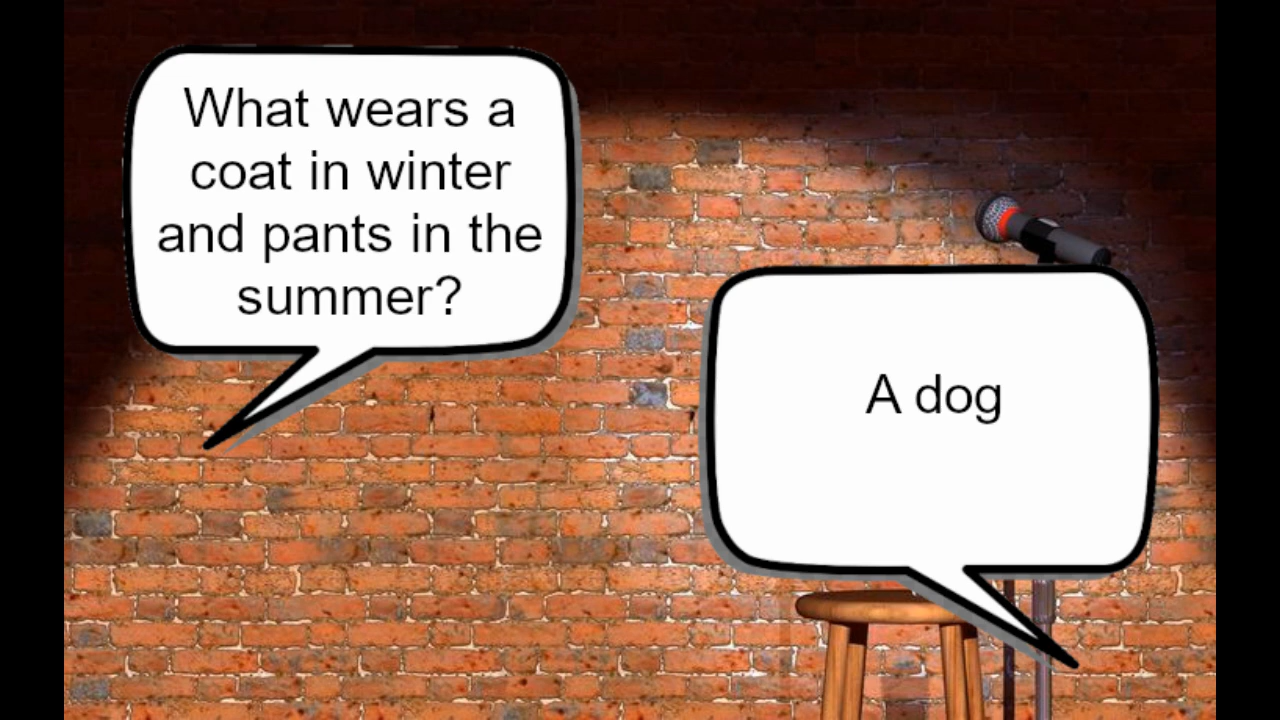 What wears a
coat in winter
and pants in the
summer?
A dog